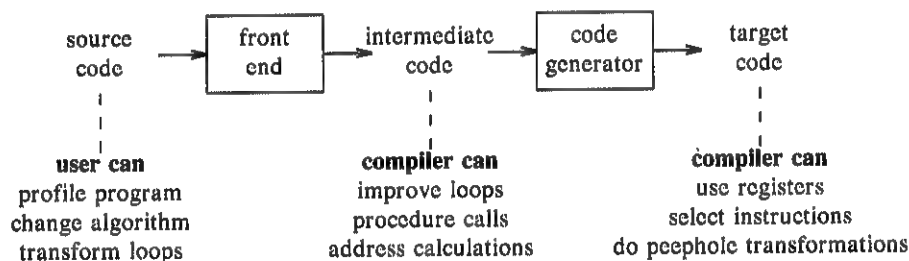 source code
front end
intermediate code
code generator
target code
user can
profile program
change algorithm
transform loops
compiler can
improve loops
procedure calls
address calculations
compiler can
use registers
select instructions
do peephole transformations